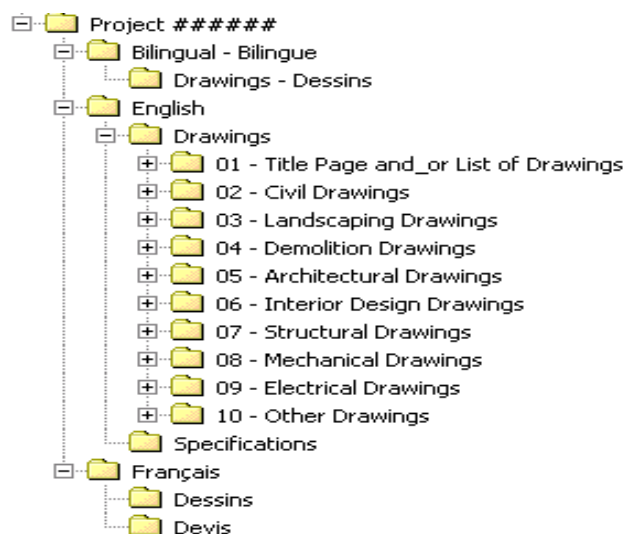 Project ######
Bilingual - Bilingue
Drawings - Dessins
English
Drawings
01 - Title Page and_or List of Drawings
02 - Civil Drawings
03 - Landscaping Drawings
04 - Demolition Drawings
05 - Architectural Drawings
06 - Interior Design Drawings
07 - Structural Drawings
08 - Mechanical Drawings
09 - Electrical Drawings
10 - Other Drawings
Specifications
Français
Dessins
Devis